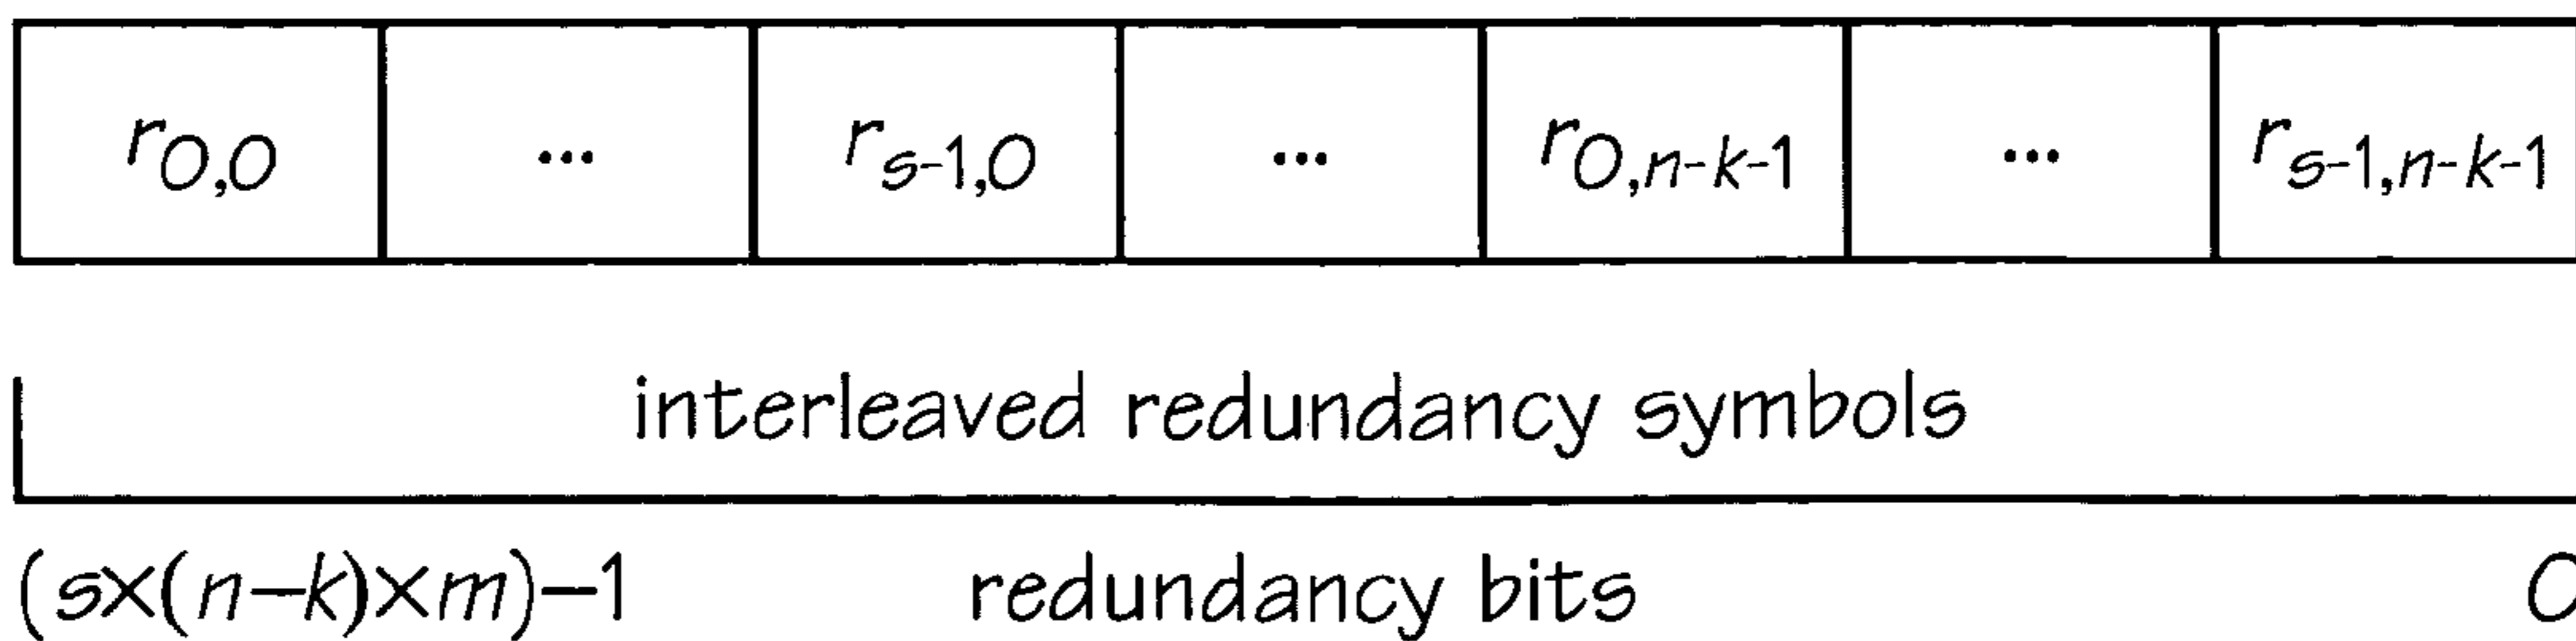 r0,0 ... rs-1,0 ... r0,n-k-1 ... rs-1,n-k-1
interleaved redundancy symbols
(s×(n−k)×m)−1 redundancy bits 0